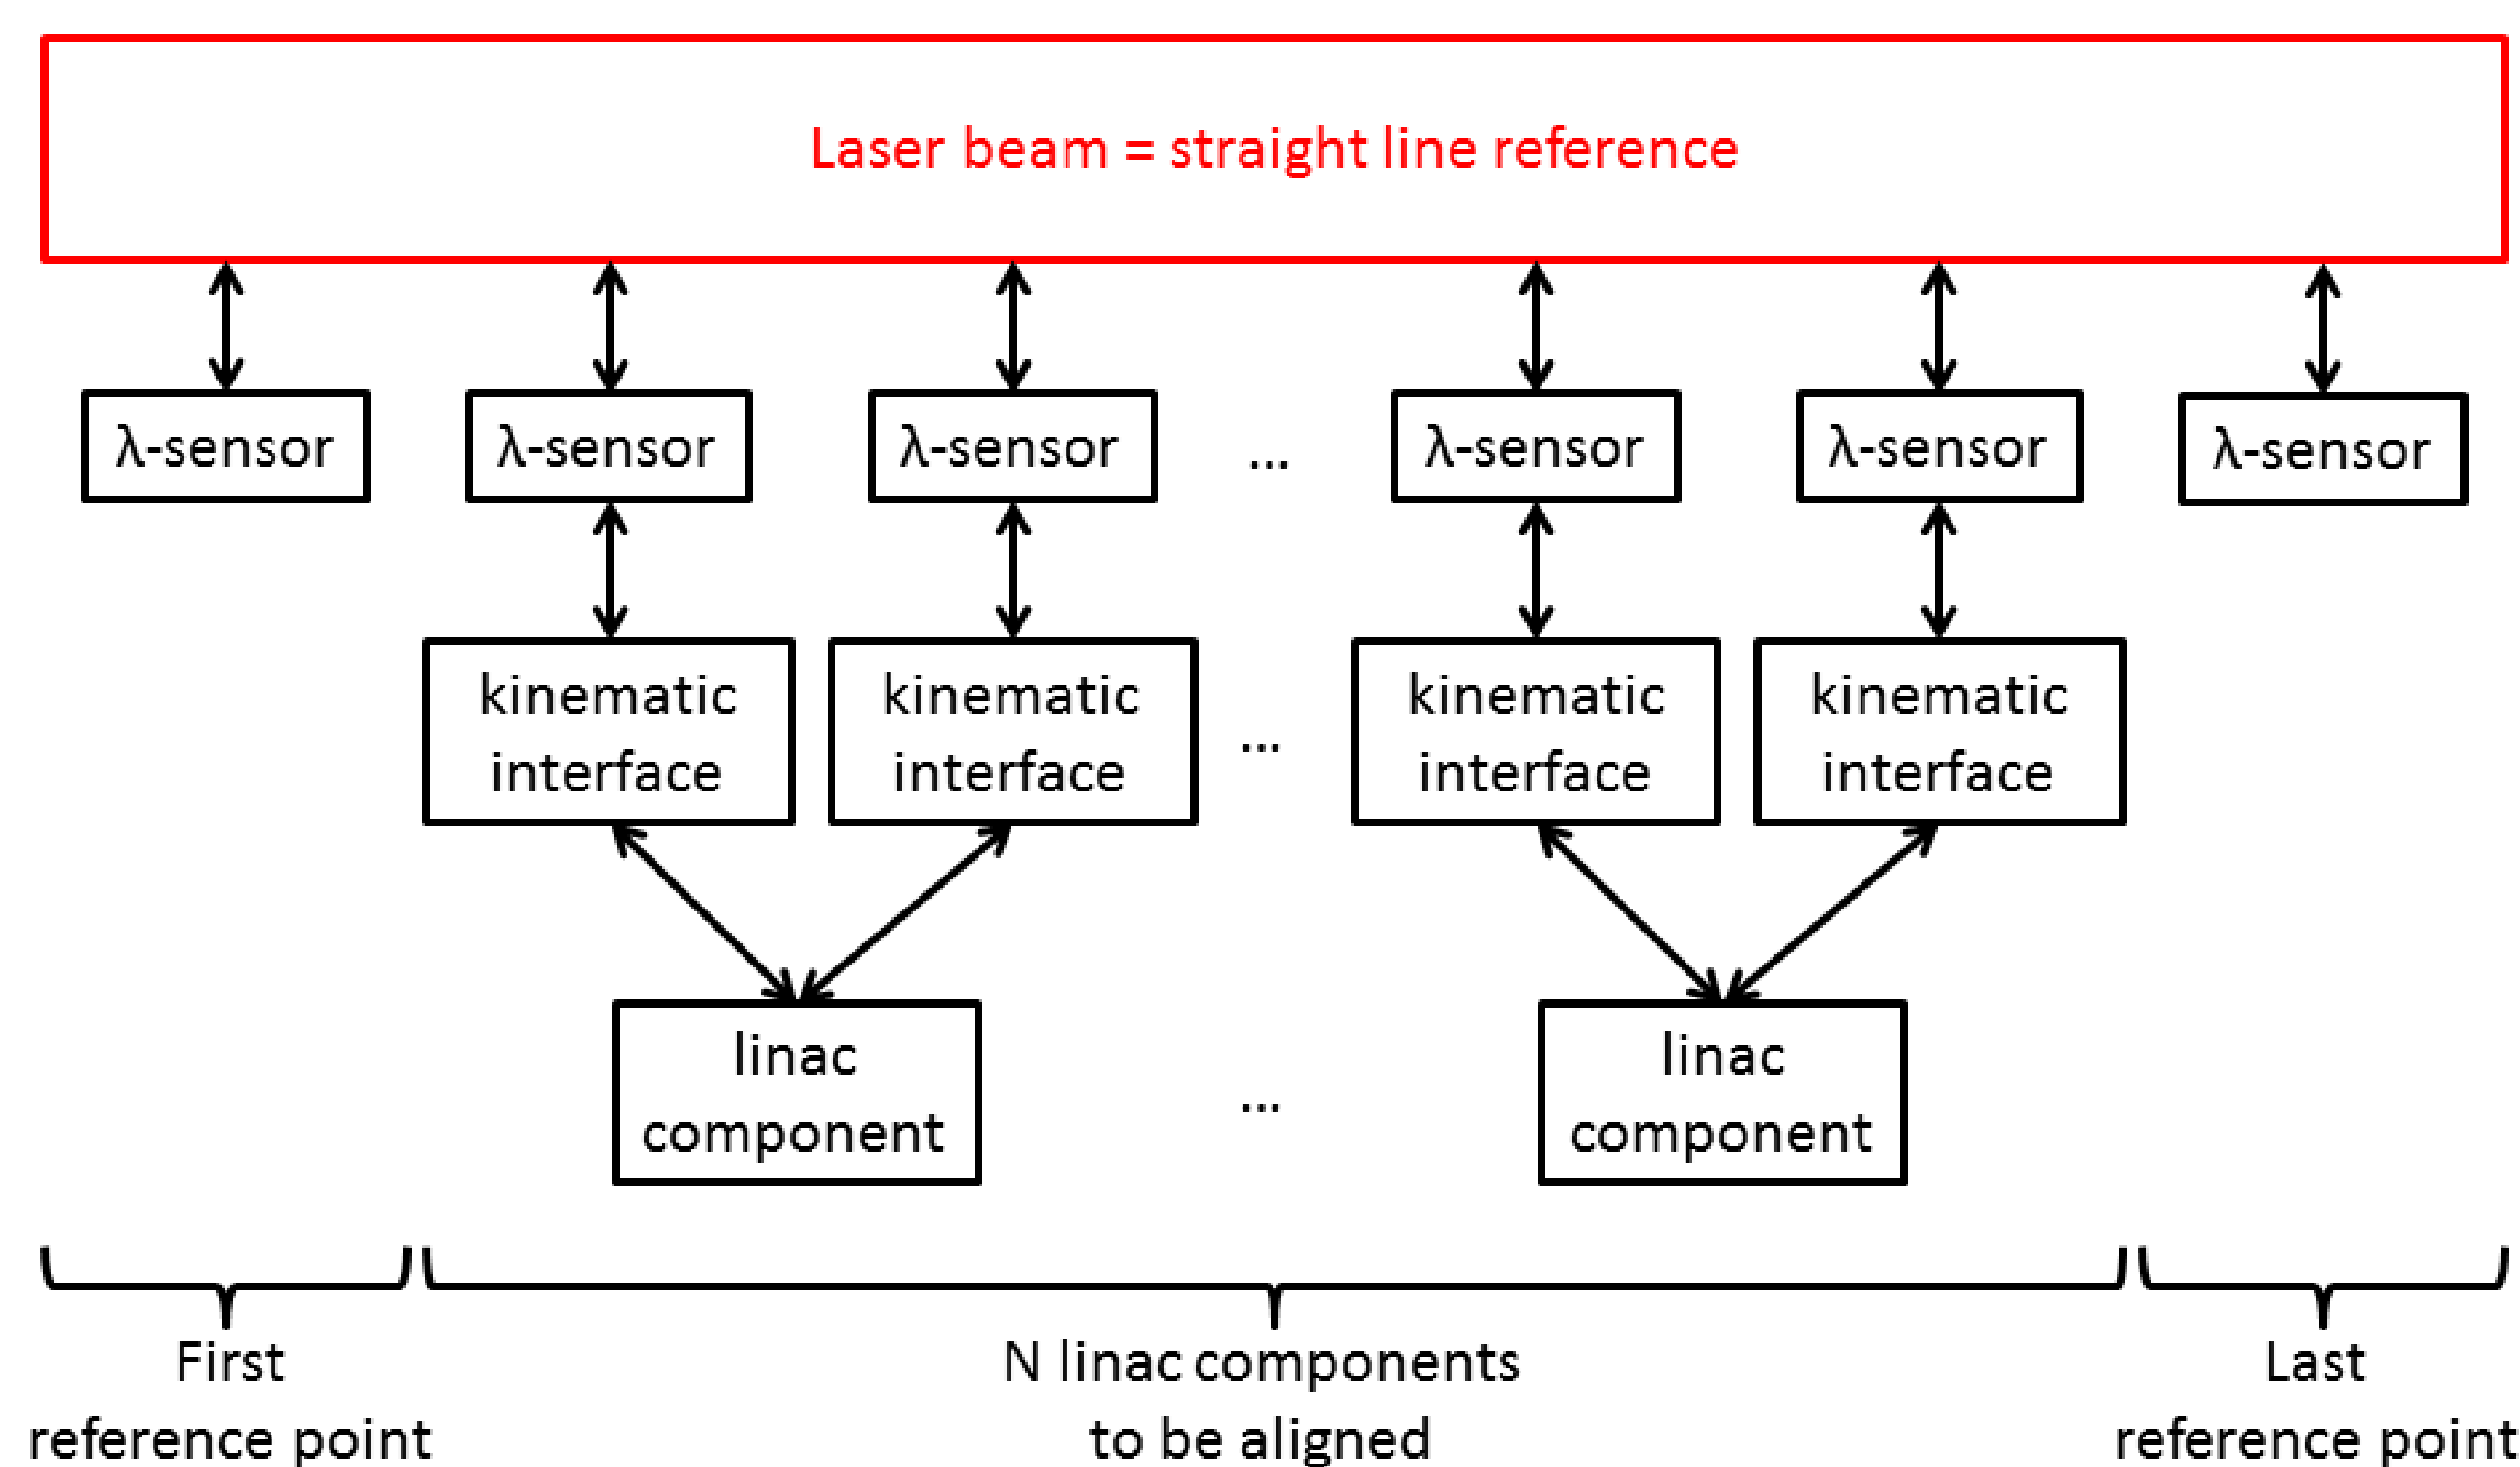 Laser beam = straight line reference
λ-sensor λ-sensor λ-sensor ... λ-sensor λ-sensor λ-sensor
kinematic interface
kinematic interface
...
kinematic interface
kinematic interface
linac
component
...
linac
component
First
reference point
N linac components
to be aligned
Last
reference point